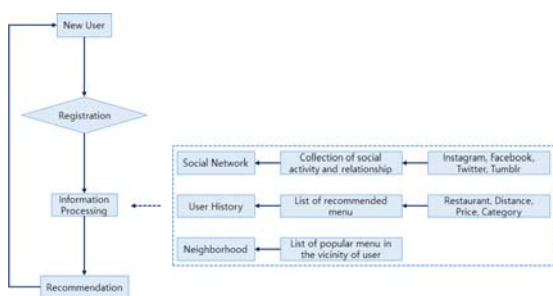 New User
Registration
Social Network
Collection of social
activity and relationship
Instagram, Facebook,
Twitter, Tumblr
Information
Processing
User History
List of recommended
menu
Restaurant, Distance,
Price, Category
Neighborhood
List of popular menu in
the vicinity of user
Recommendation